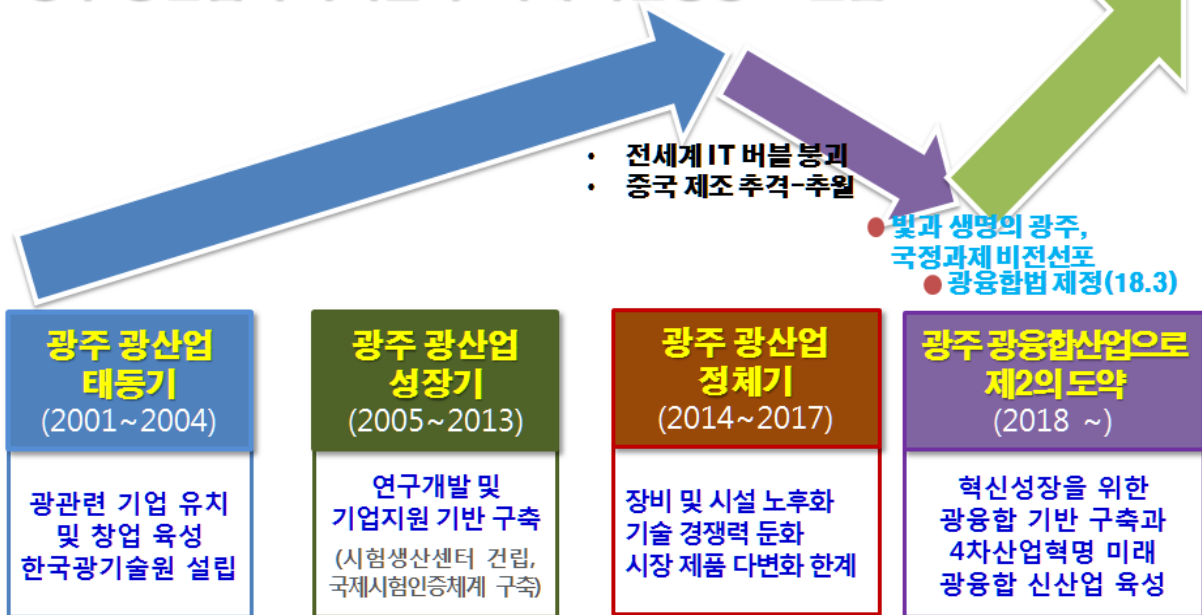 • 전세계 IT 버블 붕괴
• 중국 제조 추격-추월
빛과 생명의 광주,
국정과제 비전선포
광융합법 제정(18.3)
광주 광산업
태동기
(2001~2004)
광관련 기업 유치
및 창업 육성
한국광기술원 설립
광주 광산업
성장기
(2005~2013)
연구개발 및
기업지원 기반 구축
(시험생산센터 건립,
국제시험인증체계 구축)
광주 광산업
정체기
(2014~2017)
장비 및 시설 노후화
기술 경쟁력 둔화
시장 제품 다변화 한계
광주 광융합산업으로
제2의 도약
(2018 ~)
혁신성장을 위한
광융합 기반 구축과
4차산업혁명 미래
광융합 신산업 육성